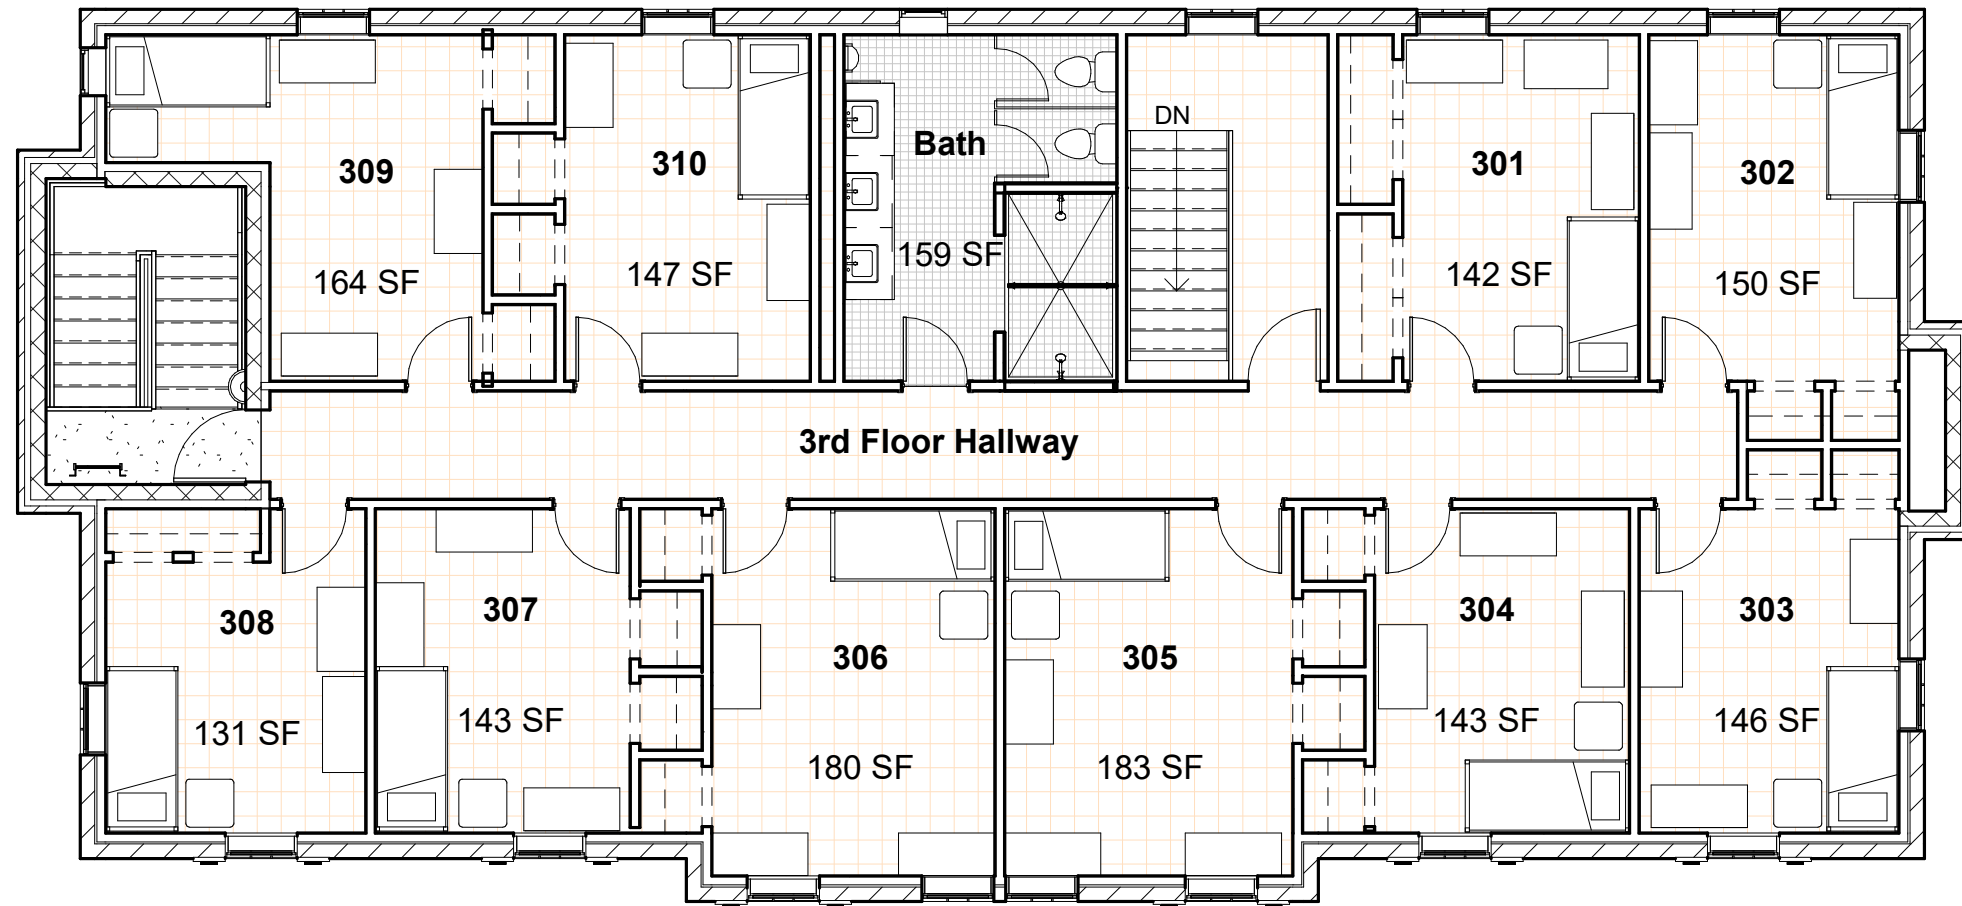 DN
Bath
309
310
301
302
164 SF
147 SF
159 SF
142 SF
150 SF
3rd Floor Hallway
308
307
306
305
304
303
131 SF
143 SF
180 SF
183 SF
143 SF
146 SF